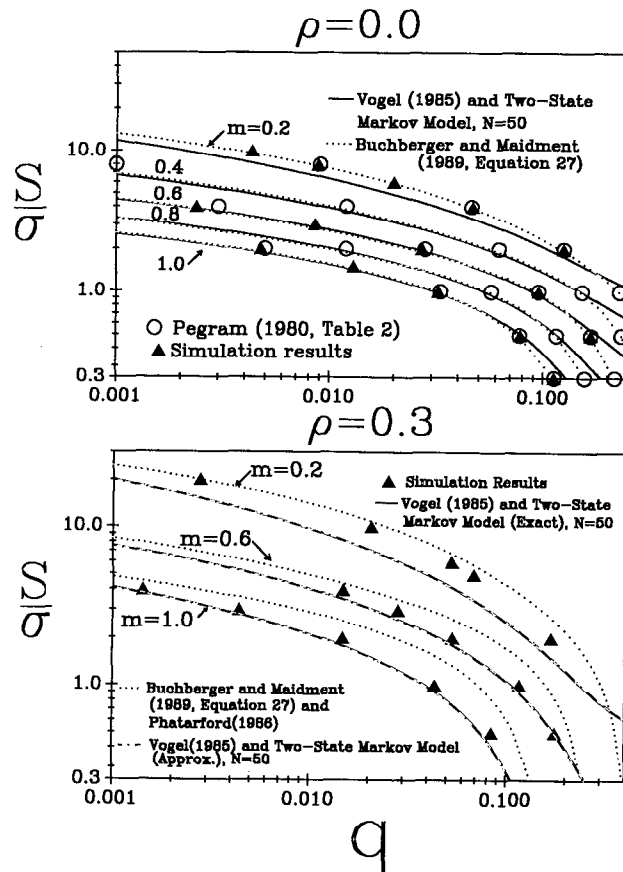 ρ=0.0
Vogel (1985) and Two-State
Markov Model, N=50
Buchberger and Maidment
(1989, Equation 27)
m=0.2
10.0
0.4
0.6
0.8
1.0
1.0
Pegram (1980, Table 2)
Simulation results
0.3
0.001
0.010
0.100
ρ=0.3
m=0.2
Simulation Results
Vogel (1985) and Two-State
Markov Model (Exact), N=50
10.0
m=0.6
m=1.0
1.0
Buchberger and Maidment
(1989, Equation 27) and
Phatarford(1986)
Vogel(1985) and Two-State Markov Model
(Approx.), N=50
0.3
0.001
0.010
0.100